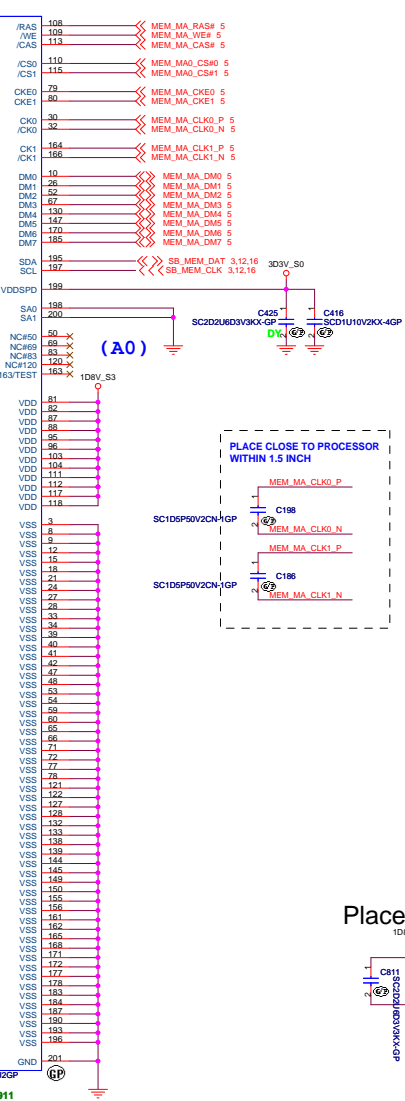 /RAS 108 MEM_MA_RAS# 5
/WE 109 MEM_MA_WE# 5
/CAS 113 MEM_MA_CAS# 5
/CS0 110 MEM_MA0_CS#0 5
/CS1 115 MEM_MA0_CS#1 5
CKE0 79 MEM_MA_CKE0 5
CKE1 80 MEM_MA_CKE1 5
CK0 30 MEM_MA_CLK0_P 5
/CK0 32 MEM_MA_CLK0_N 5
CK1 164 MEM_MA_CLK1_P 5
/CK1 166 MEM_MA_CLK1_N 5
DM0 10 MEM_MA_DM0 5
DM1 26 MEM_MA_DM1 5
DM2 52 MEM_MA_DM2 5
DM3 67 MEM_MA_DM3 5
DM4 130 MEM_MA_DM4 5
DM5 147 MEM_MA_DM5 5
DM6 170 MEM_MA_DM6 5
DM7 185 MEM_MA_DM7 5
SDA 195 SB_MEM_DAT 3,12,16
SCL 197 SB_MEM_CLK 3,12,16
3D3V_S0
VDDSPD 199
SA0 198
SA1 200
C425
SC2D2U6D3V3KX-GP
DY
1
2
C416
SCD1U10V2KX-4GP
1
2
NC#50 50
NC#69 69
NC#83 83
NC#120 120
163/TEST 163
(A0)
1D8V_S3
VDD 81
VDD 82
VDD 87
VDD 88
VDD 95
VDD 96
VDD 103
VDD 104
VDD 111
VDD 112
VDD 117
VDD 118
PLACE CLOSE TO PROCESSOR
WITHIN 1.5 INCH
MEM_MA_CLK0_P
1
C198
SC1D5P50V2CN-1GP
2
MEM_MA_CLK0_N
MEM_MA_CLK1_P
1
C186
SC1D5P50V2CN-1GP
2
MEM_MA_CLK1_N
VSS 3
VSS 8
VSS 9
VSS 12
VSS 15
VSS 18
VSS 21
VSS 24
VSS 27
VSS 28
VSS 33
VSS 34
VSS 39
VSS 40
VSS 41
VSS 42
VSS 47
VSS 48
VSS 53
VSS 54
VSS 59
VSS 60
VSS 65
VSS 66
VSS 71
VSS 72
VSS 77
VSS 78
VSS 121
VSS 122
VSS 127
VSS 128
VSS 132
VSS 133
VSS 138
VSS 139
VSS 144
VSS 145
VSS 149
VSS 150
VSS 155
VSS 156
VSS 161
VSS 162
VSS 165
VSS 168
VSS 171
VSS 172
VSS 177
VSS 178
VSS 183
VSS 184
VSS 187
VSS 190
VSS 193
VSS 196
GND 201
GP
Place
C811
SC2D2U6D3V3KX-GP
1
2